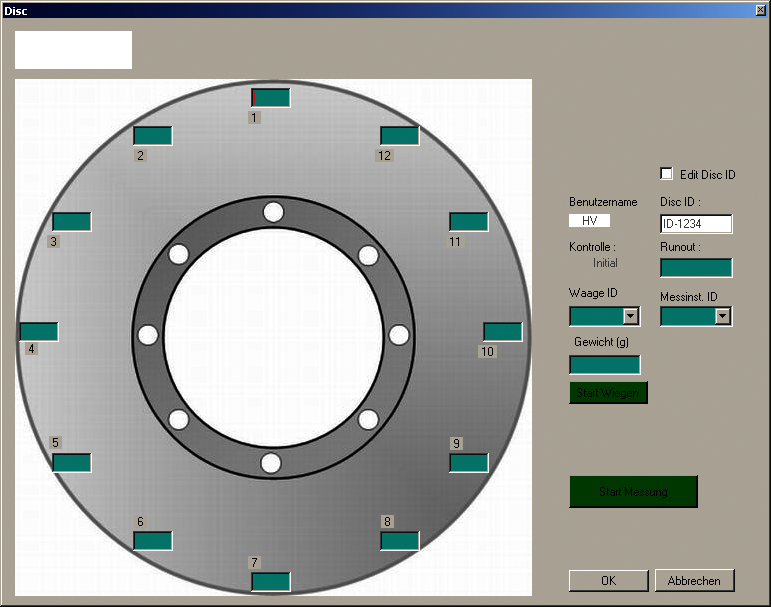 Disc
1
2
12
3
11
4
10
5
9
6
8
7
Edit Disc ID
Benutzername
Disc ID :
HV
ID-1234
Kontrolle :
Runout :
Initial
Waage ID
Messinst. ID
Gewicht (g)
Start Wiegen
Start Messung
OK
Abbrechen